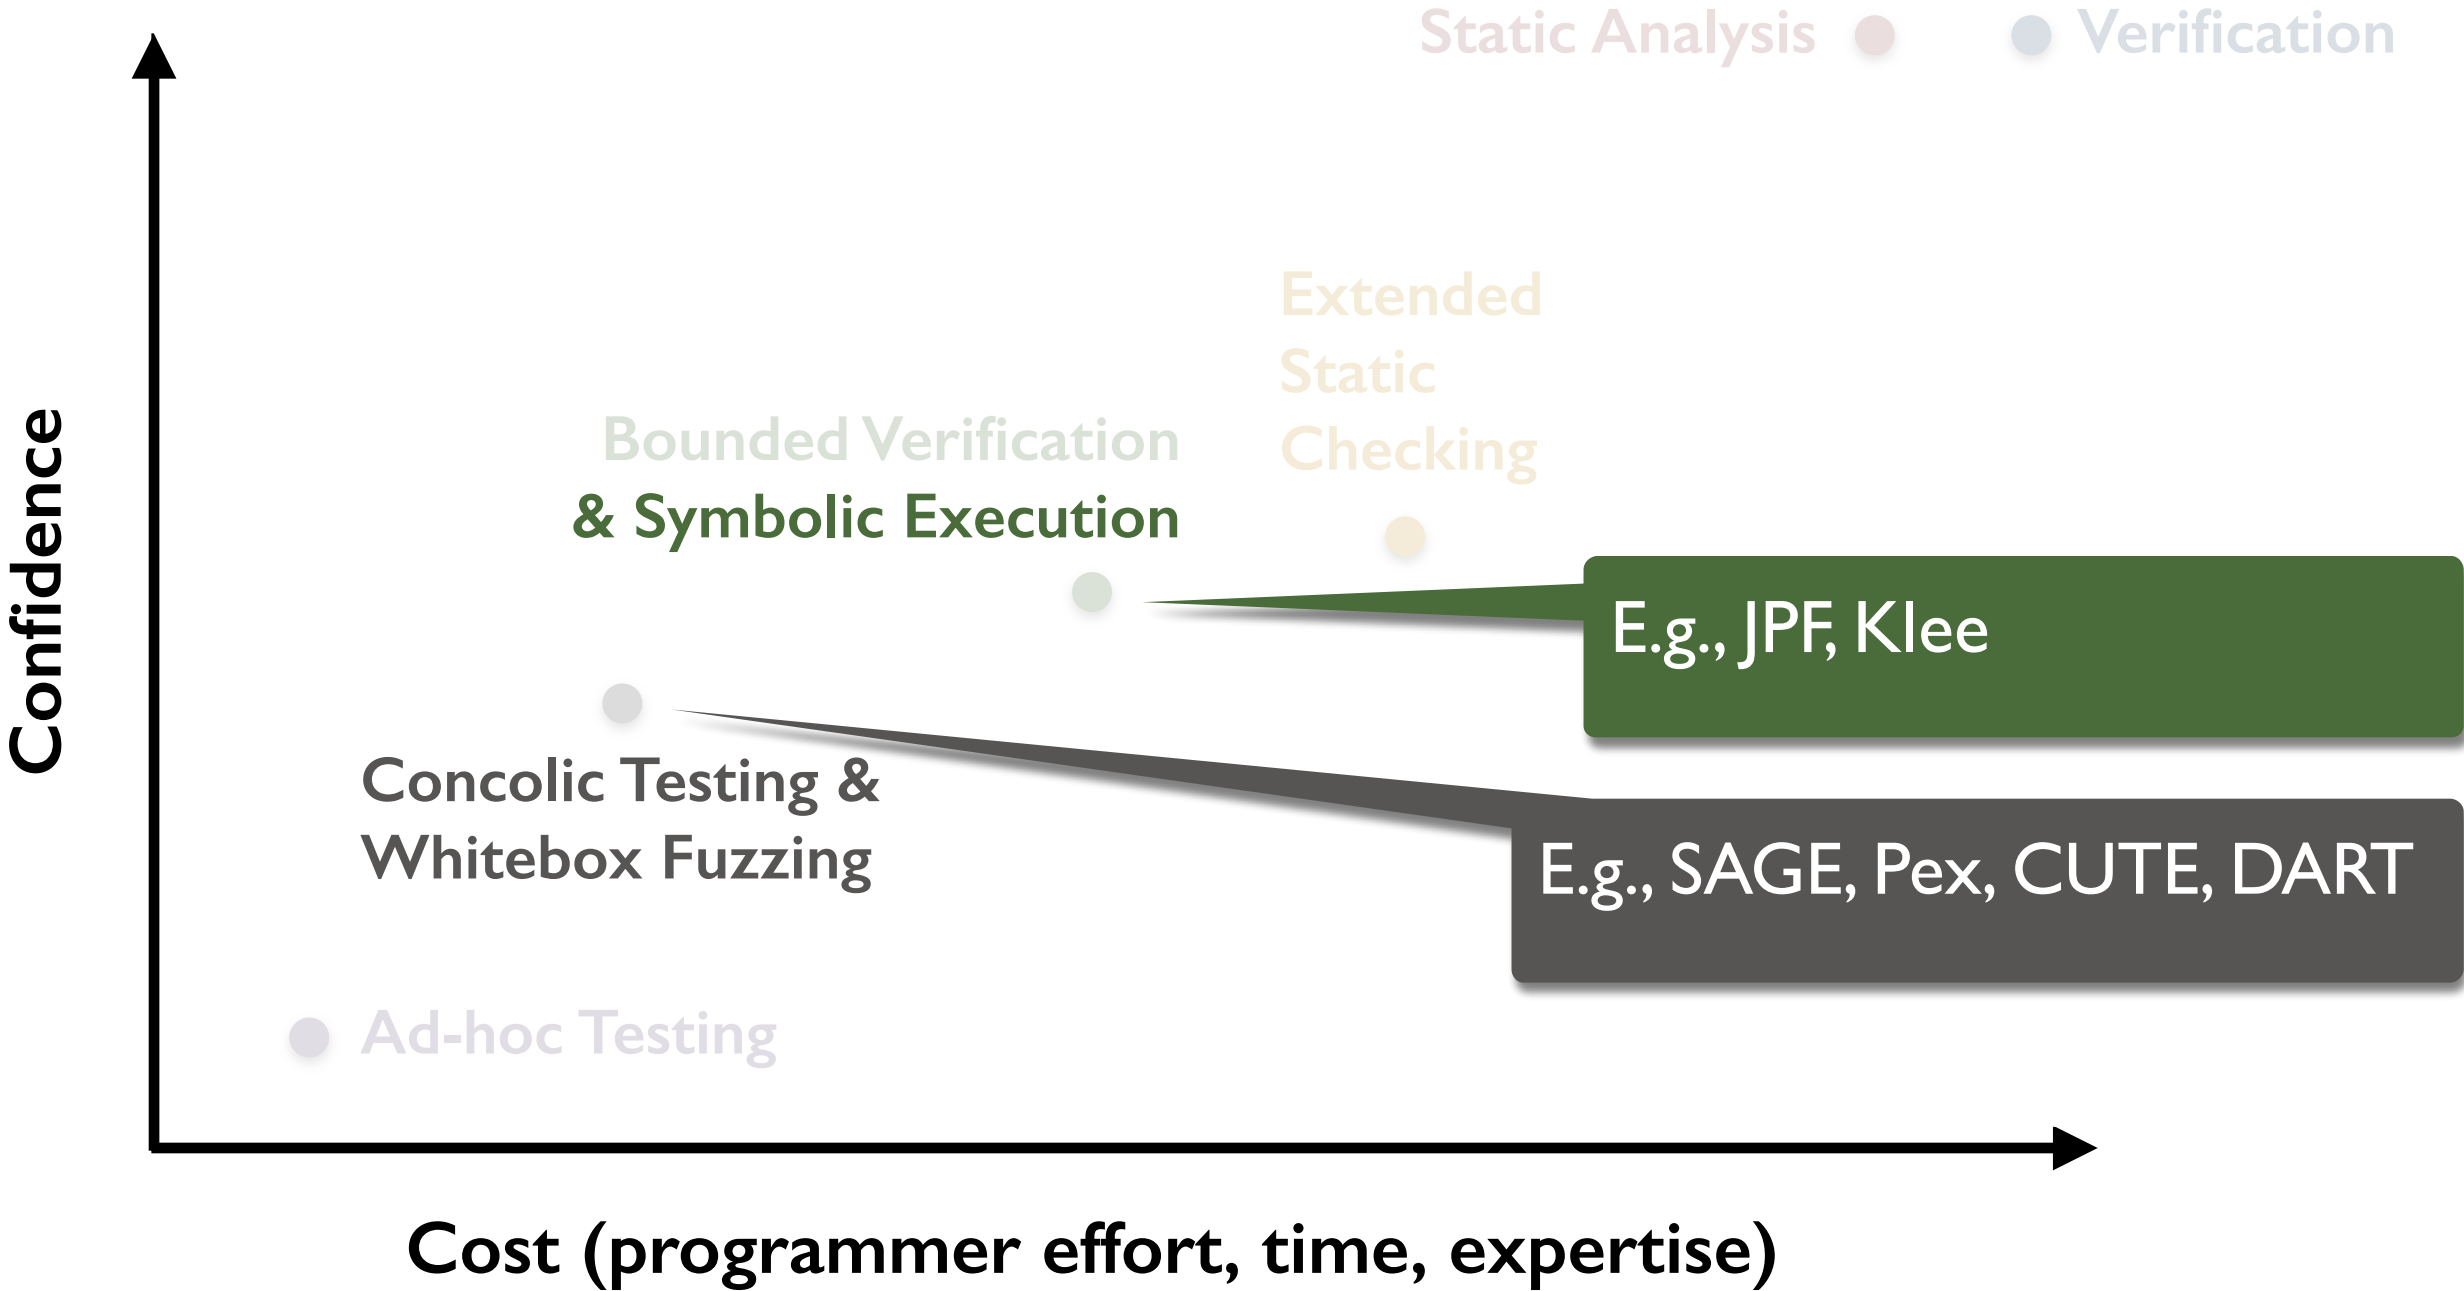 Static Analysis
Verification
Extended
Static
Checking
Bounded Verification
& Symbolic Execution
E.g., JPF, Klee
Confidence
Concolic Testing &
Whitebox Fuzzing
E.g., SAGE, Pex, CUTE, DART
Ad-hoc Testing
Cost (programmer effort, time, expertise)